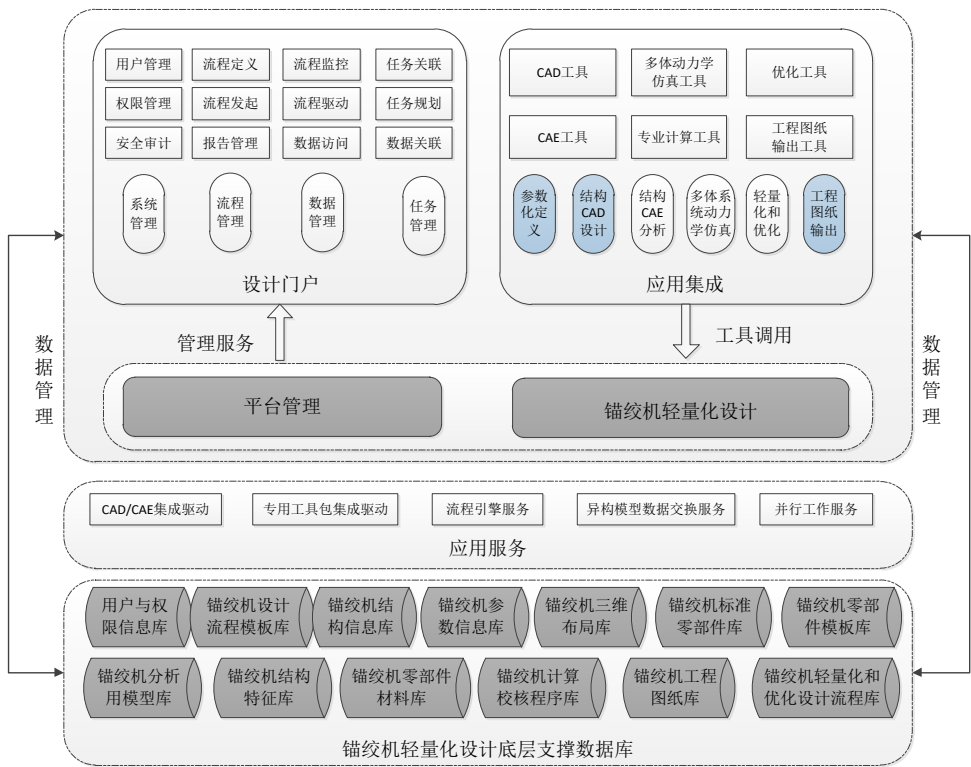 用户管理
流程定义
流程监控
任务关联
权限管理
流程发起
流程驱动
任务规划
安全审计
报告管理
数据访问
数据关联
系统
管理
流程
管理
数据
管理
任务
管理
设计门户
CAD工具
多体动力学
仿真工具
优化工具
CAE工具
专业计算工具
工程图纸
输出工具
参数
化定
义
结构
CAD
设计
结构
CAE
分析
多体系
统动力
学仿真
轻量
化和
优化
工程
图纸
输出
应用集成
管理服务
工具调用
平台管理
锚绞机轻量化设计
数据管理
数据管理
CAD/CAE集成驱动
专用工具包集成驱动
流程引擎服务
异构模型数据交换服务
并行工作服务
应用服务
用户与权
限信息库
锚绞机设计
流程模板库
锚绞机结
构信息库
锚绞机参
数信息库
锚绞机三维
布局库
锚绞机标准
零部件库
锚绞机零部
件模板库
锚绞机分析
用模型库
锚绞机结构
特征库
锚绞机零部件
材料库
锚绞机计算
校核程序库
锚绞机工程
图纸库
锚绞机轻量化和
优化设计流程库
锚绞机轻量化设计底层支撑数据库